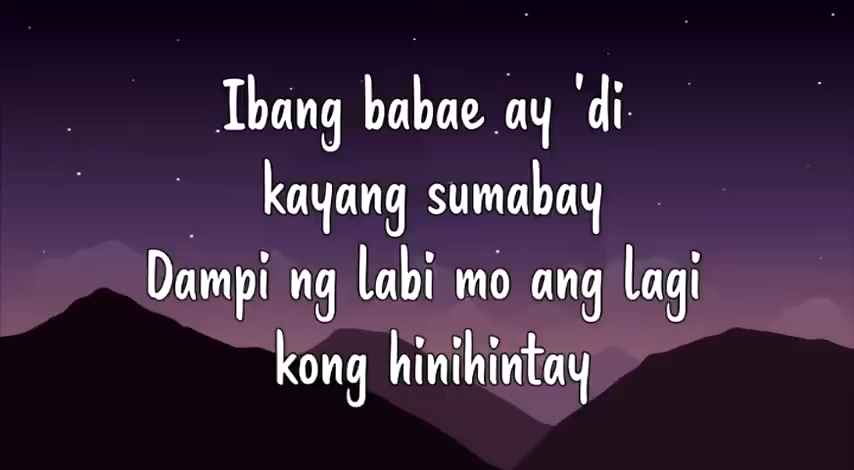 Ibang babae ay 'di
kayang sumabay
Dampi ng labi mo ang lagi
kong hinihintay